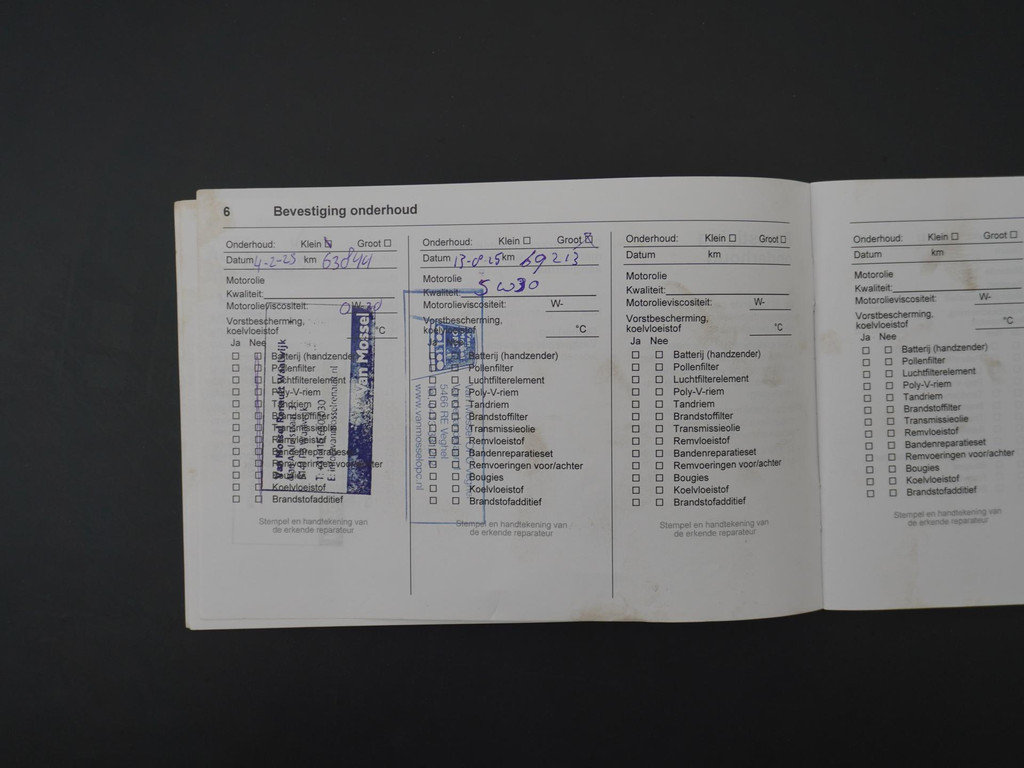 6 Bevestiging onderhoud
Onderhoud: Klein Groot
Datum 4-2-25 km 63844
Motorolie
Kwaliteit:
Motorolieviscositeit: 0W-30
Vorstbescherming,
koelvloeistof °C
Ja Nee
Batterij (handzender)
Pollenfilter
Luchtfilterelement
Poly-V-riem
Tandriem
Brandstoffilter
Transmissieolie
Remvloeistof
Bandenreparatieset
Remvoeringen voor/achter
Koelvloeistof
Brandstofadditief
Stempel en handtekening van
de erkende reparateur
Van Mossel
Onderhoud: Klein Groot
Datum 13-8-25 km 69213
Motorolie
Kwaliteit: 5W30
Motorolieviscositeit: W-
Vorstbescherming,
koelvloeistof °C
Ja
Batterij (handzender)
Pollenfilter
Luchtfilterelement
Poly-V-riem
Tandriem
Brandstoffilter
Transmissieolie
Remvloeistof
Bandenreparatieset
Remvoeringen voor/achter
Bougies
Koelvloeistof
Brandstofadditief
Stempel en handtekening van
de erkende reparateur
5466 RE Veghel
www.vanmosselopc.nl
Onderhoud: Klein Groot
Datum km
Motorolie
Kwaliteit:
Motorolieviscositeit: W-
Vorstbescherming,
koelvloeistof °C
Ja Nee
Batterij (handzender)
Pollenfilter
Luchtfilterelement
Poly-V-riem
Tandriem
Brandstoffilter
Transmissieolie
Remvloeistof
Bandenreparatieset
Remvoeringen voor/achter
Bougies
Koelvloeistof
Brandstofadditief
Stempel en handtekening van
de erkende reparateur
Onderhoud: Klein Groot
Datum km
Motorolie
Kwaliteit:
Motorolieviscositeit: W-
Vorstbescherming,
koelvloeistof °C
Ja Nee
Batterij (handzender)
Pollenfilter
Luchtfilterelement
Poly-V-riem
Tandriem
Brandstoffilter
Transmissieolie
Remvloeistof
Bandenreparatieset
Remvoeringen voor/achter
Bougies
Koelvloeistof
Brandstofadditief
Stempel en handtekening van
de erkende reparateur